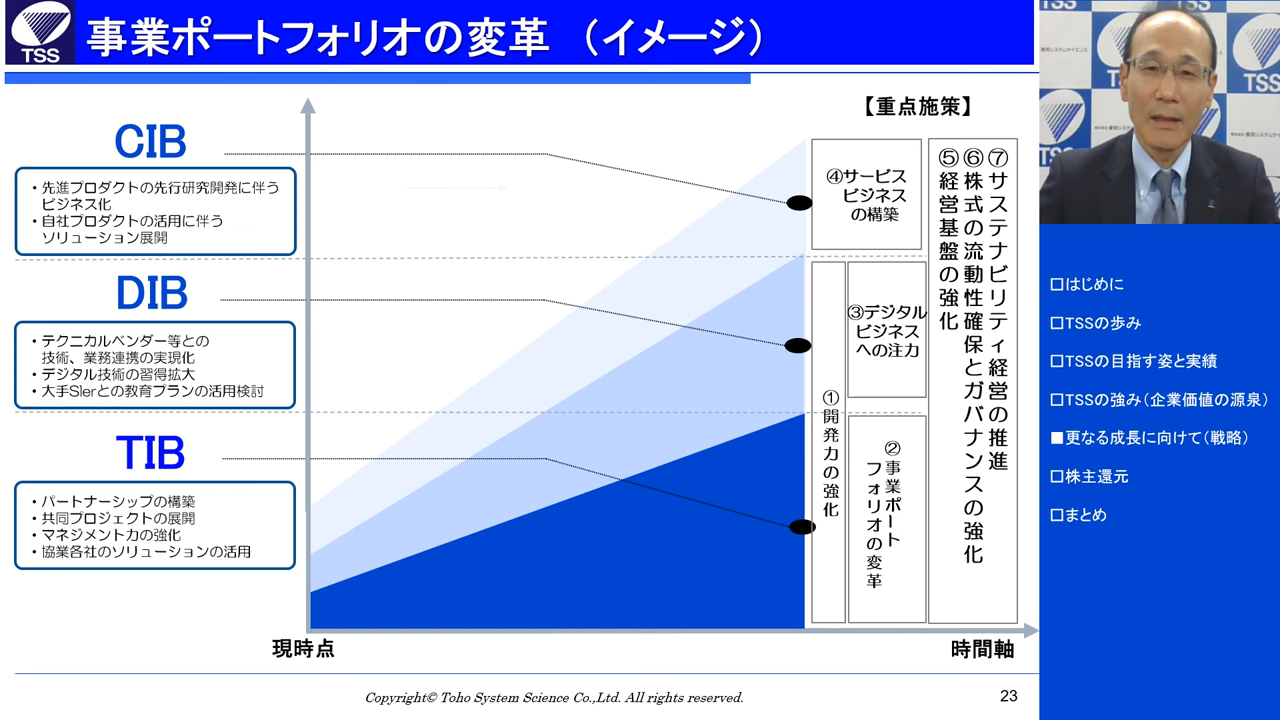 TSS
事業ポートフォリオの変革 （イメージ）
【重点施策】
CIB
・先進プロダクトの先行研究開発に伴う
ビジネス化
・自社プロダクトの活用に伴う
ソリューション展開
DIB
・テクニカルベンダー等との
技術、業務連携の実現化
・デジタル技術の習得拡大
・大手SIerとの教育プランの活用検討
TIB
・パートナーシップの構築
・共同プロジェクトの展開
・マネジメント力の強化
・協業各社のソリューションの活用
④サービス
ビジネス
の構築
③デジタル
ビジネス
への注力
①開発力の強化
②事業ポート
フォリオの変革
⑦サステナビリティ経営の推進
⑥株式の流動性確保とガバナンスの強化
⑤経営基盤の強化
現時点
時間軸
Copyright© Toho System Science Co.,Ltd. All rights reserved.
23
TSS
TSS
TSS
□はじめに
□TSSの歩み
□TSSの目指す姿と実績
□TSSの強み（企業価値の源泉）
■更なる成長に向けて（戦略）
□株主還元
□まとめ